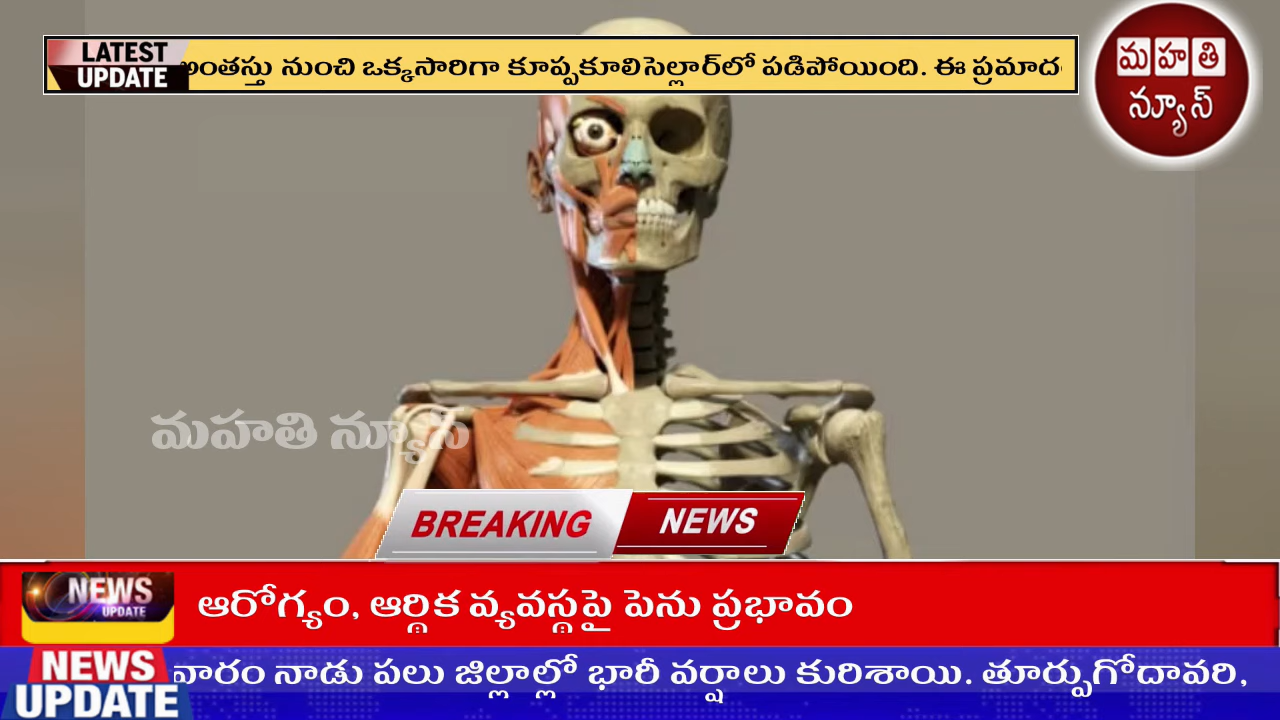 LATEST
UPDATE
అంతస్తు నుంచి ఒక్కసారిగా కూప్పకూలిసెల్లార్‌లో పడిపోయింది. ఈ ప్రమాద
మహతి
న్యూస్
మహతి న్యూస్
BREAKING NEWS
NEWS
UPDATE
ఆరోగ్యం, ఆర్థిక వ్యవస్థపై పెను ప్రభావం
NEWS
UPDATE
వారం నాడు పలు జిల్లాల్లో భారీ వర్షాలు కురిశాయి. తూర్పుగోదావరి,